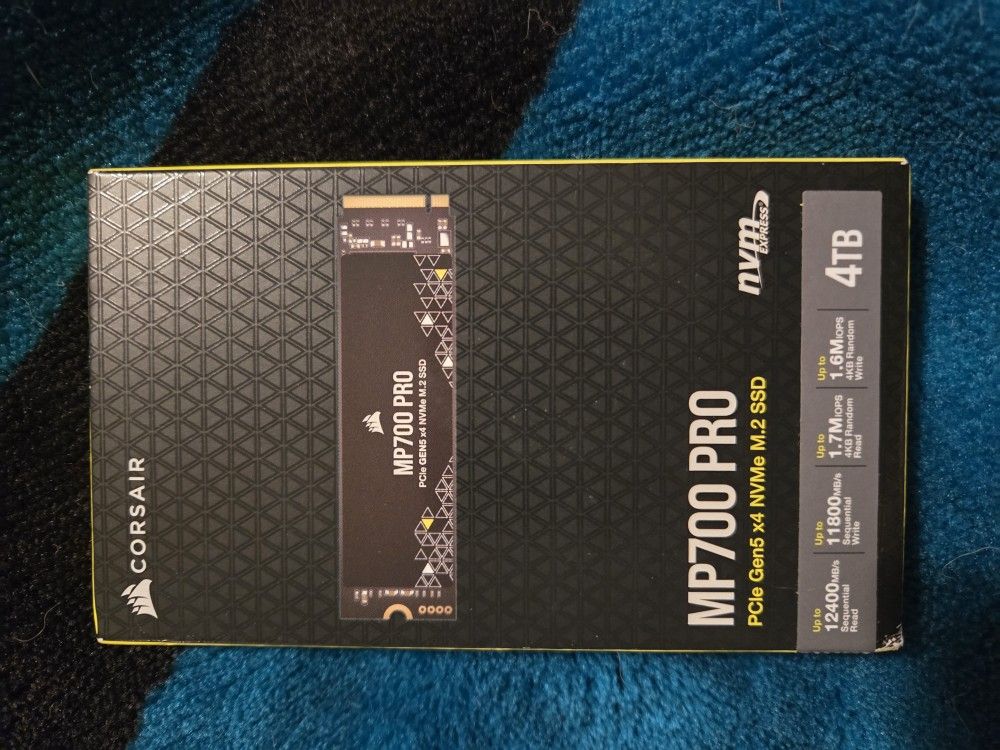 CORSAIR
MP700 PRO
PCIe GEN5 x4 NVMe M.2 SSD
MP700 PRO
PCIe Gen5 x4 NVMe M.2 SSD
nvm
EXPRESS
Up to
12400MB/s
Sequential
Read
Up to
11800MB/s
Sequential
Write
Up to
1.7MIOPS
4KB Random
Read
Up to
1.6MIOPS
4KB Random
Write
4TB